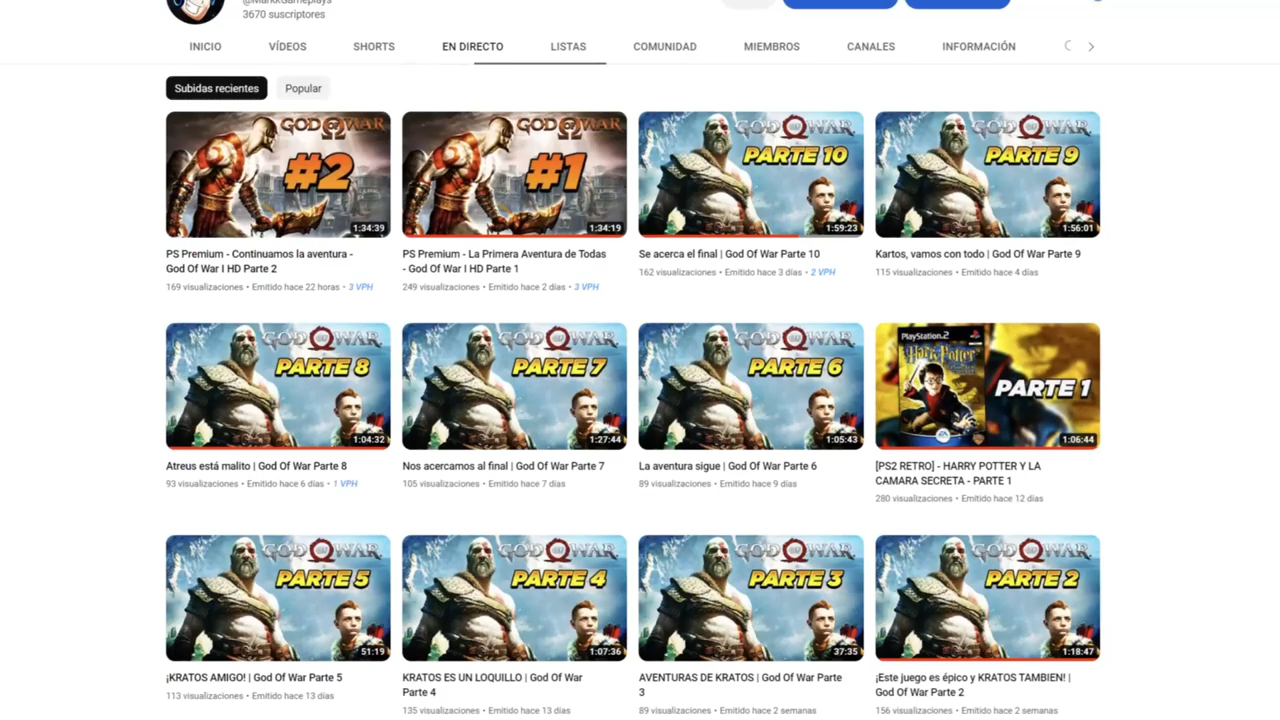 @MarkkGameplays
3670 suscriptores
INICIO VÍDEOS SHORTS EN DIRECTO LISTAS COMUNIDAD MIEMBROS CANALES INFORMACIÓN
Subidas recientes Popular
GOD OF WAR
#2
1:34:39
PS Premium - Continuamos la aventura -
God Of War I HD Parte 2
169 visualizaciones • Emitido hace 22 horas • 3 VPH
GOD OF WAR
#1
1:34:19
PS Premium - La Primera Aventura de Todas
- God Of War I HD Parte 1
249 visualizaciones • Emitido hace 2 días • 3 VPH
GOD OF WAR
PARTE 10
1:59:23
Se acerca el final | God Of War Parte 10
162 visualizaciones • Emitido hace 3 días • 2 VPH
GOD OF WAR
PARTE 9
1:56:01
Kartos, vamos con todo | God Of War Parte 9
115 visualizaciones • Emitido hace 4 días
GOD OF WAR
PARTE 8
1:04:32
Atreus está malito | God Of War Parte 8
93 visualizaciones • Emitido hace 6 días • 1 VPH
GOD OF WAR
PARTE 7
1:27:44
Nos acercamos al final | God Of War Parte 7
105 visualizaciones • Emitido hace 7 días
GOD OF WAR
PARTE 6
1:05:43
La aventura sigue | God Of War Parte 6
89 visualizaciones • Emitido hace 9 días
PlayStation.2
Harry Potter
EA
PARTE 1
1:06:44
[PS2 RETRO] - HARRY POTTER Y LA
CAMARA SECRETA - PARTE 1
280 visualizaciones • Emitido hace 12 días
GOD OF WAR
PARTE 5
51:19
¡KRATOS AMIGO! | God Of War Parte 5
113 visualizaciones • Emitido hace 13 días
GOD OF WAR
PARTE 4
1:07:36
KRATOS ES UN LOQUILLO | God Of War
Parte 4
135 visualizaciones • Emitido hace 13 días
GOD OF WAR
PARTE 3
37:35
AVENTURAS DE KRATOS | God Of War Parte
3
89 visualizaciones • Emitido hace 2 semanas
GOD OF WAR
PARTE 2
1:18:47
¡Este juego es épico y KRATOS TAMBIEN! |
God Of War Parte 2
156 visualizaciones • Emitido hace 2 semanas